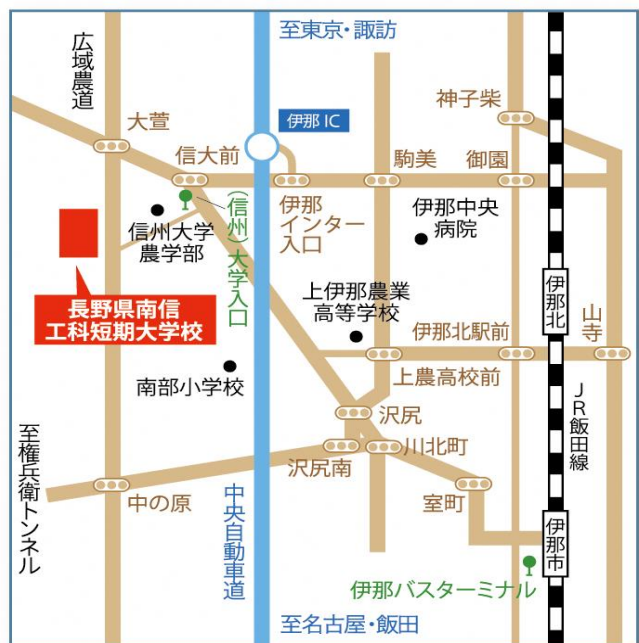 至東京・諏訪
広域農道
伊那 IC
神子柴
大萱
信大前
駒美
御園
伊那
インター
入口
(信州)大学入口
信州大学
農学部
伊那中央
病院
長野県南信
工科短期大学校
上伊那農業
高等学校
伊那北
山寺
伊那北駅前
上農高校前
南部小学校
JR飯田線
沢尻
沢尻南
川北町
至権兵衛トンネル
中の原
中央自動車道
室町
伊那市
伊那バスターミナル
至名古屋・飯田